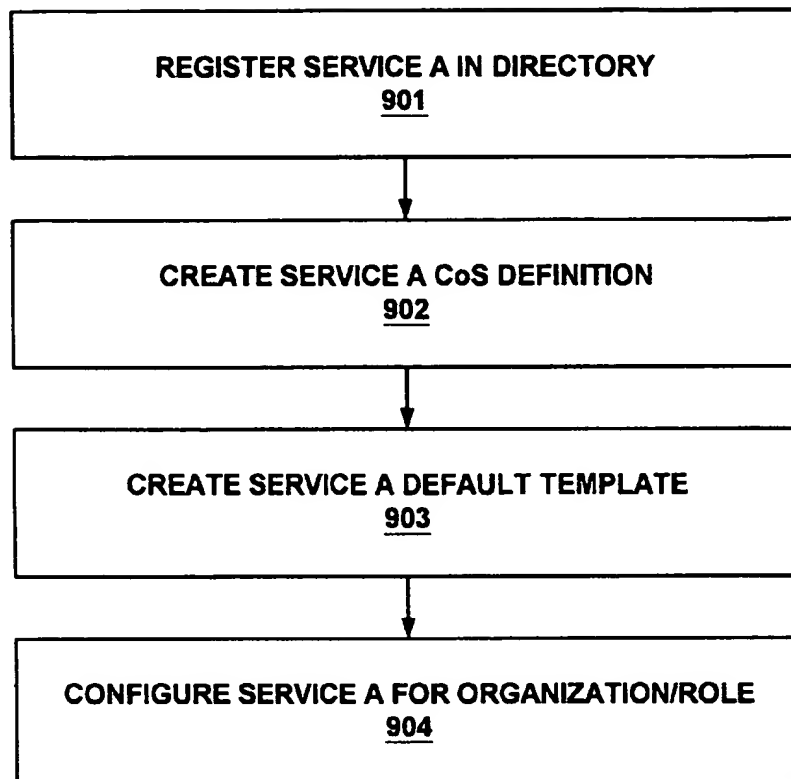 REGISTER SERVICE A IN DIRECTORY
901
CREATE SERVICE A CoS DEFINITION
902
CREATE SERVICE A DEFAULT TEMPLATE
903
CONFIGURE SERVICE A FOR ORGANIZATION/ROLE
904